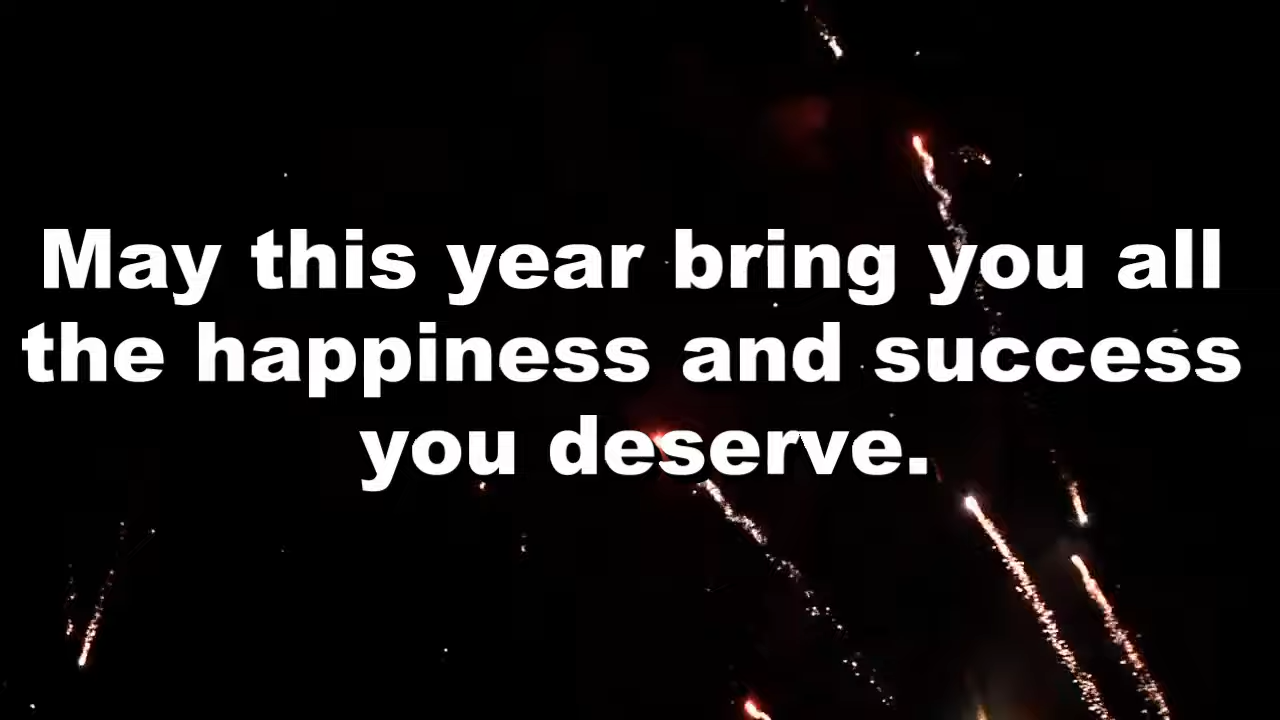 May this year bring you all
the happiness and success
you deserve.